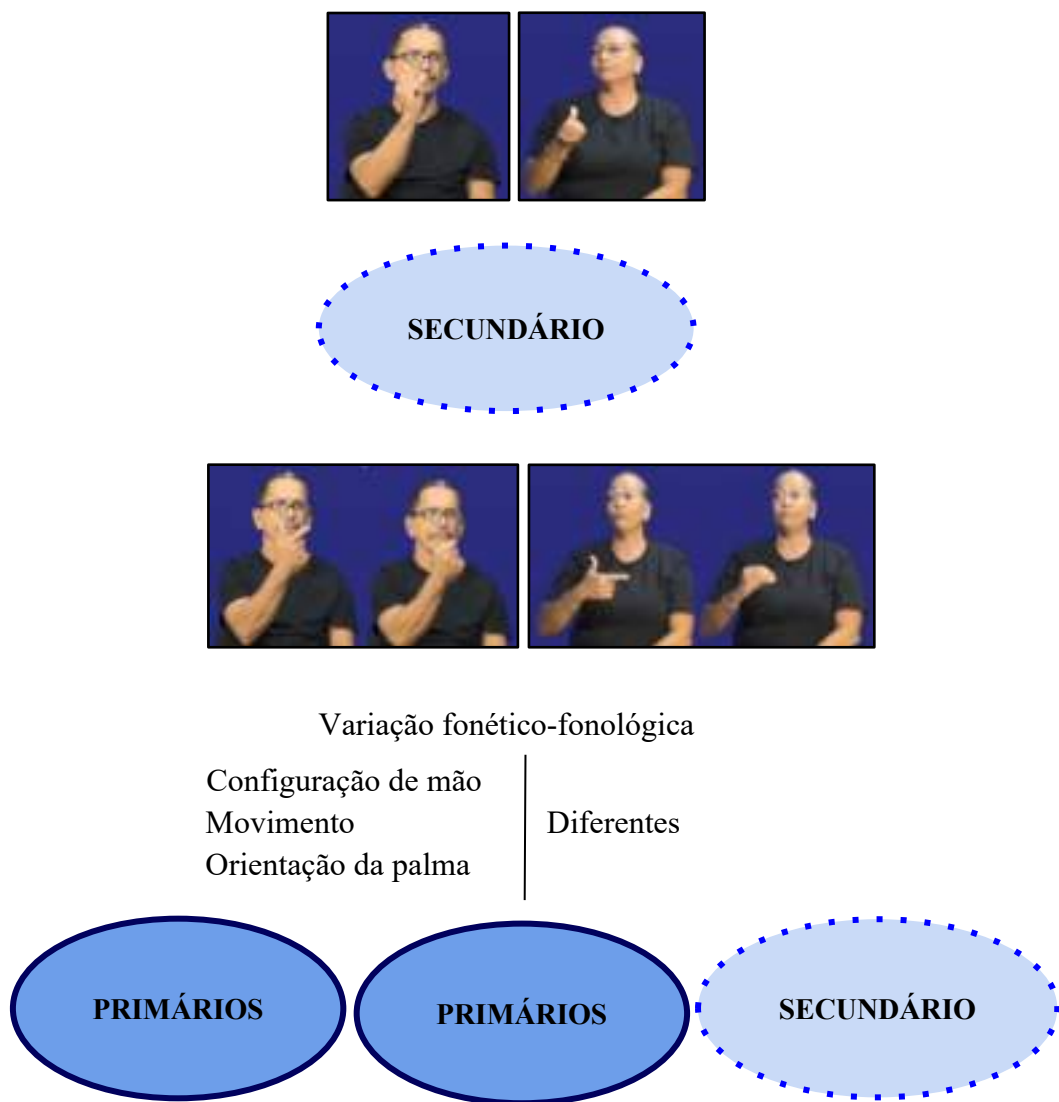 SECUNDÁRIO
Variação fonético-fonológica
Configuração de mão
Movimento
Orientação da palma
Diferentes
PRIMÁRIOS
PRIMÁRIOS
SECUNDÁRIO